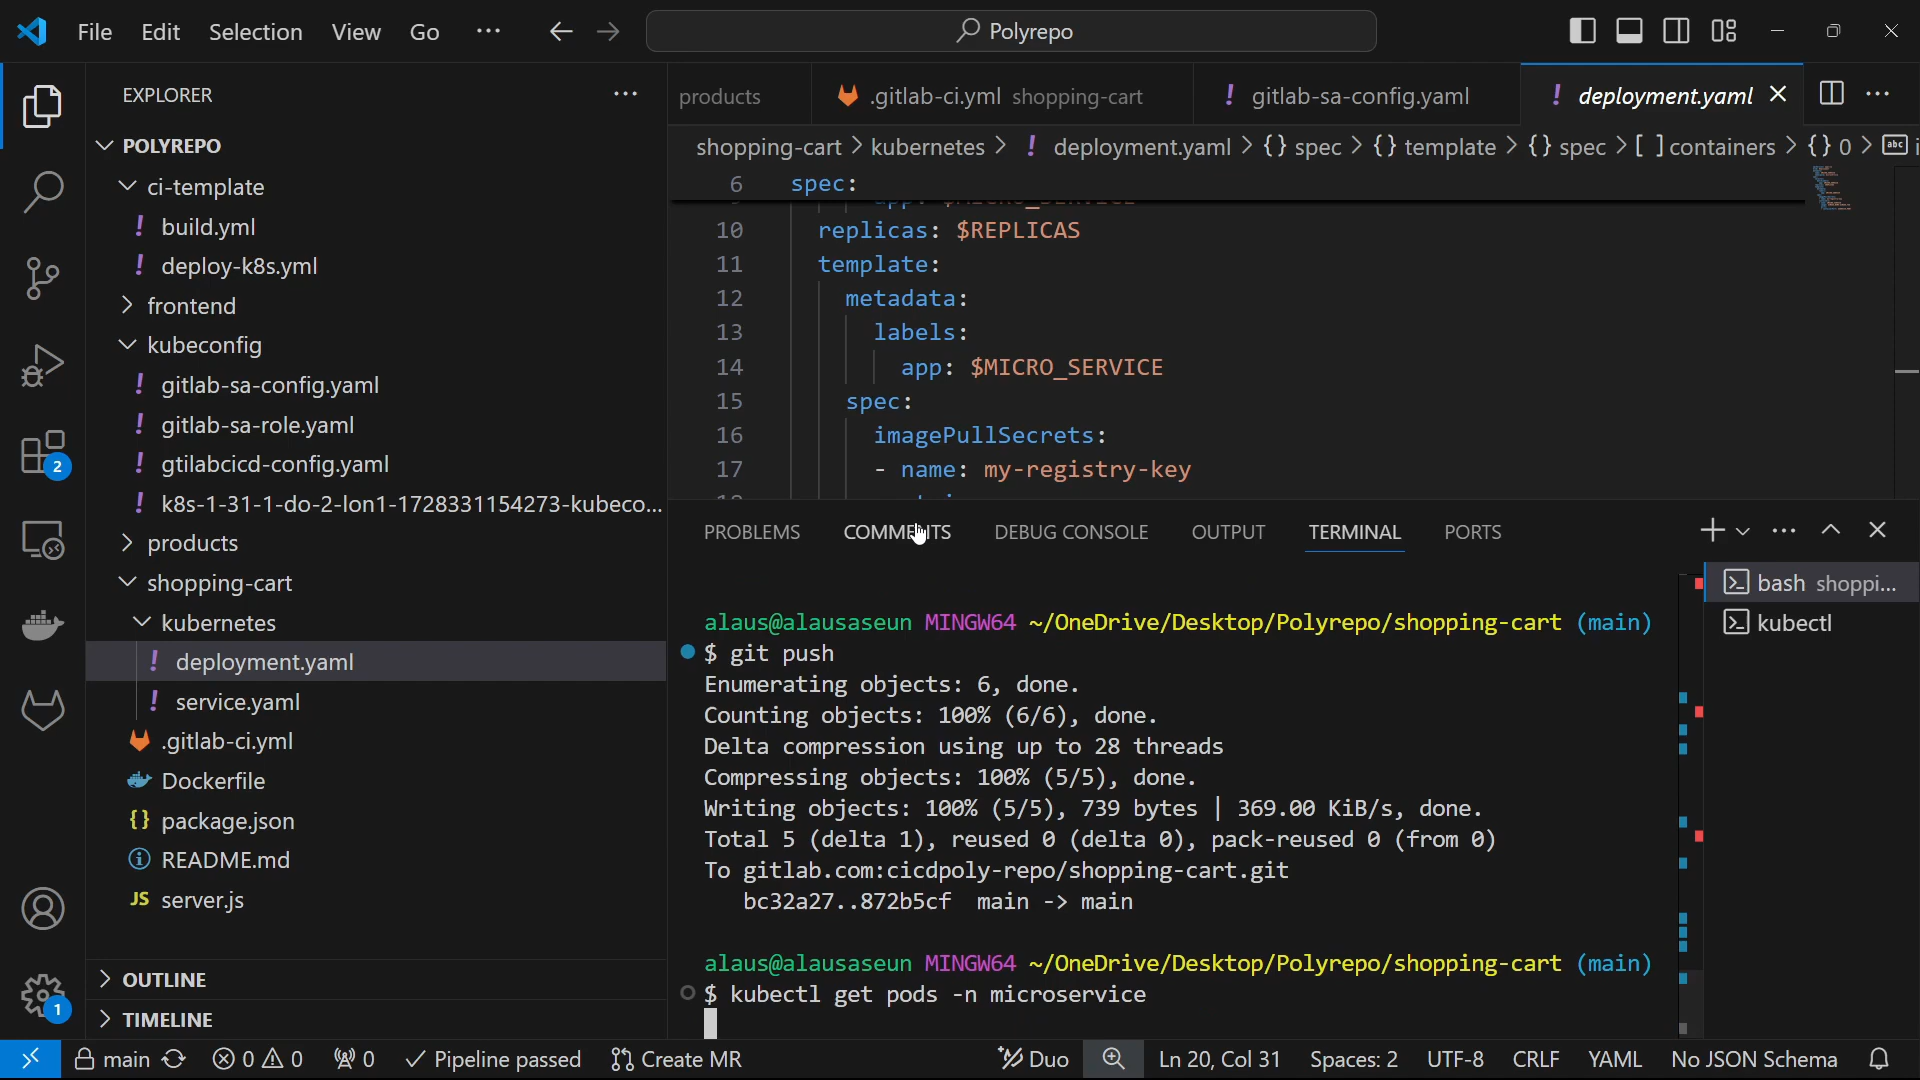 File Edit Selection View Go ··· Polyrepo
EXPLORER
POLYREPO
ci-template
! build.yml
! deploy-k8s.yml
frontend
kubeconfig
! gitlab-sa-config.yaml
! gitlab-sa-role.yaml
! gtilabcicd-config.yaml
! k8s-1-31-1-do-2-lon1-1728331154273-kubeco...
products
shopping-cart
kubernetes
! deployment.yaml
! service.yaml
.gitlab-ci.yml
Dockerfile
{} package.json
README.md
JS server.js
OUTLINE
TIMELINE
2
1
products .gitlab-ci.yml shopping-cart ! gitlab-sa-config.yaml ! deployment.yaml
shopping-cart > kubernetes > ! deployment.yaml > {} spec > {} template > {} spec > [ ] containers > {} 0 > abc
6 spec:
10 replicas: $REPLICAS
11 template:
12 metadata:
13 labels:
14 app: $MICRO_SERVICE
15 spec:
16 imagePullSecrets:
17 - name: my-registry-key
PROBLEMS COMMENTS DEBUG CONSOLE OUTPUT TERMINAL PORTS
alaus@alausaseun MINGW64 ~/OneDrive/Desktop/Polyrepo/shopping-cart (main)
$ git push
Enumerating objects: 6, done.
Counting objects: 100% (6/6), done.
Delta compression using up to 28 threads
Compressing objects: 100% (5/5), done.
Writing objects: 100% (5/5), 739 bytes | 369.00 KiB/s, done.
Total 5 (delta 1), reused 0 (delta 0), pack-reused 0 (from 0)
To gitlab.com:cicdpoly-repo/shopping-cart.git
bc32a27..872b5cf main -> main
alaus@alausaseun MINGW64 ~/OneDrive/Desktop/Polyrepo/shopping-cart (main)
$ kubectl get pods -n microservice
bash shoppi...
kubectl
main 0 0 0 Pipeline passed Create MR Duo Ln 20, Col 31 Spaces: 2 UTF-8 CRLF YAML No JSON Schema